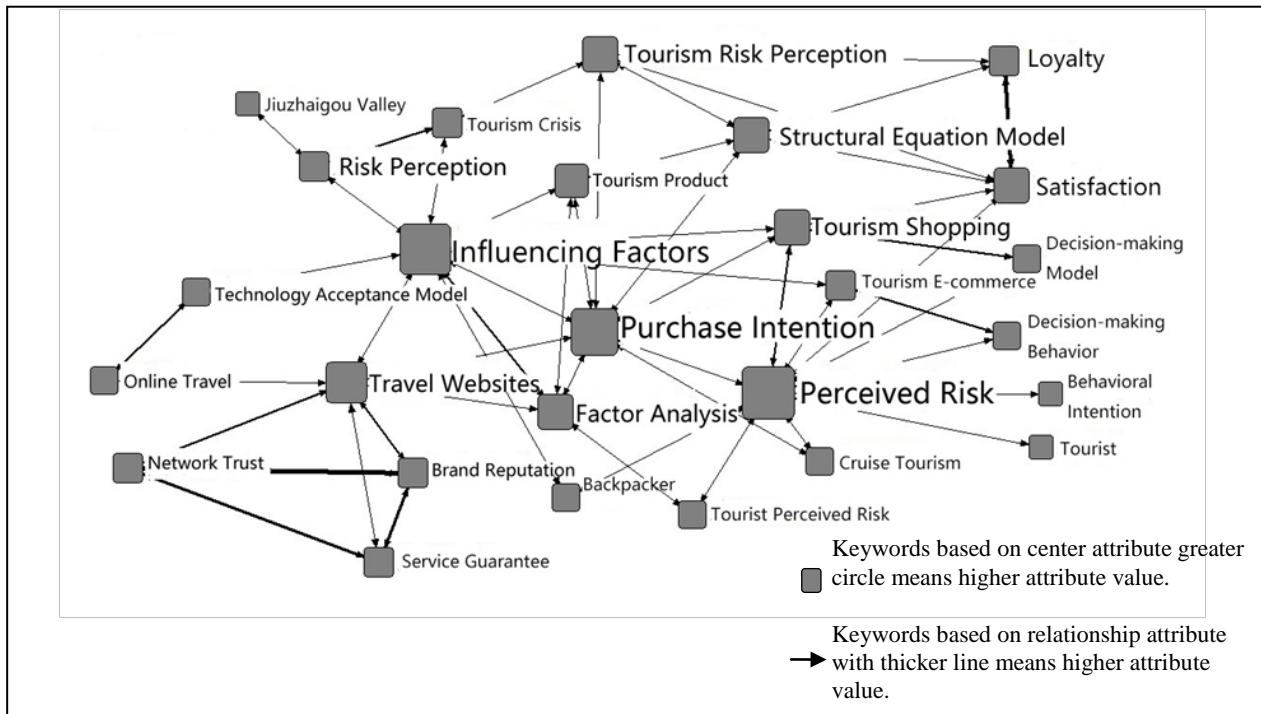 Tourism Risk Perception
Loyalty
Jiuzhaigou Valley
Tourism Crisis
Structural Equation Model
Risk Perception
Tourism Product
Satisfaction
Tourism Shopping
Influencing Factors
Decision-making
Model
Tourism E-commerce
Technology Acceptance Model
Purchase Intention
Decision-making
Behavior
Online Travel
Travel Websites
Perceived Risk
Behavioral
Intention
Factor Analysis
Tourist
Network Trust
Brand Reputation
Cruise Tourism
Backpacker
Tourist Perceived Risk
Service Guarantee
Keywords based on center attribute greater
circle means higher attribute value.
Keywords based on relationship attribute
with thicker line means higher attribute
value.